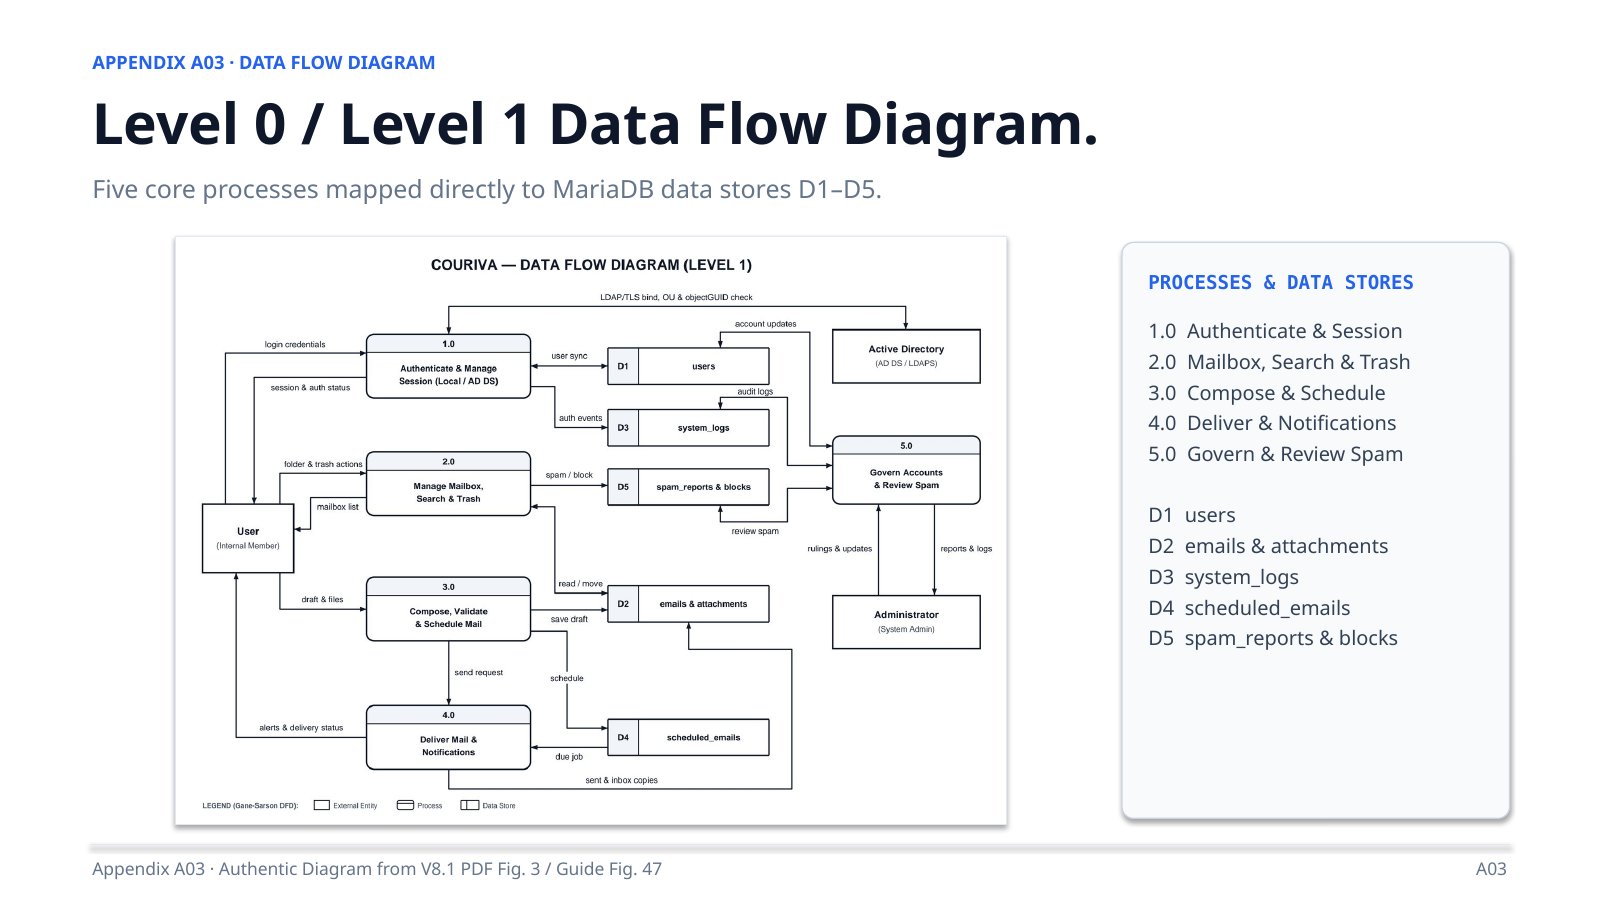 APPENDIX A03 · DATA FLOW DIAGRAM
Level 0 / Level 1 Data Flow Diagram.
Five core processes mapped directly to MariaDB data stores D1–D5.
COURIVA — DATA FLOW DIAGRAM (LEVEL 1)
LDAP/TLS bind, OU & objectGUID check
account updates
login credentials
1.0
Authenticate & Manage
Session (Local / AD DS)
user sync
D1
users
Active Directory
(AD DS / LDAPS)
session & auth status
audit logs
auth events
D3
system_logs
5.0
Govern Accounts
& Review Spam
folder & trash actions
2.0
Manage Mailbox,
Search & Trash
spam / block
D5
spam_reports & blocks
mailbox list
review spam
User
(Internal Member)
rulings & updates
reports & logs
3.0
Compose, Validate
& Schedule Mail
read / move
D2
emails & attachments
draft & files
save draft
Administrator
(System Admin)
send request
schedule
4.0
Deliver Mail &
Notifications
alerts & delivery status
D4
scheduled_emails
due job
sent & inbox copies
LEGEND (Gane-Sarson DFD):
External Entity
Process
Data Store
PROCESSES & DATA STORES
1.0 Authenticate & Session
2.0 Mailbox, Search & Trash
3.0 Compose & Schedule
4.0 Deliver & Notifications
5.0 Govern & Review Spam
D1 users
D2 emails & attachments
D3 system_logs
D4 scheduled_emails
D5 spam_reports & blocks
Appendix A03 · Authentic Diagram from V8.1 PDF Fig. 3 / Guide Fig. 47
A03